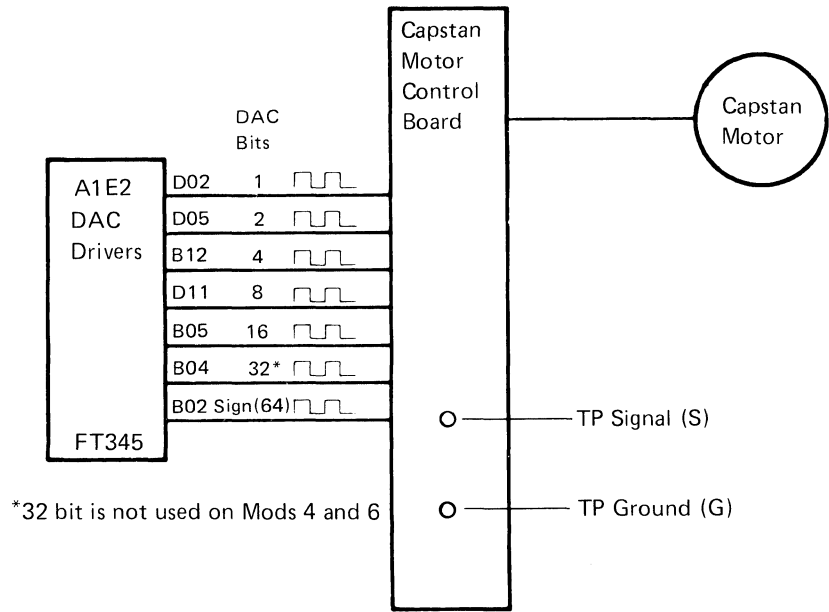 Capstan
Motor
Control
Board
Capstan
Motor
DAC
Bits
A1E2
DAC
Drivers
FT345
D02 1
D05 2
B12 4
D11 8
B05 16
B04 32*
B02 Sign(64)
TP Signal (S)
TP Ground (G)
*32 bit is not used on Mods 4 and 6